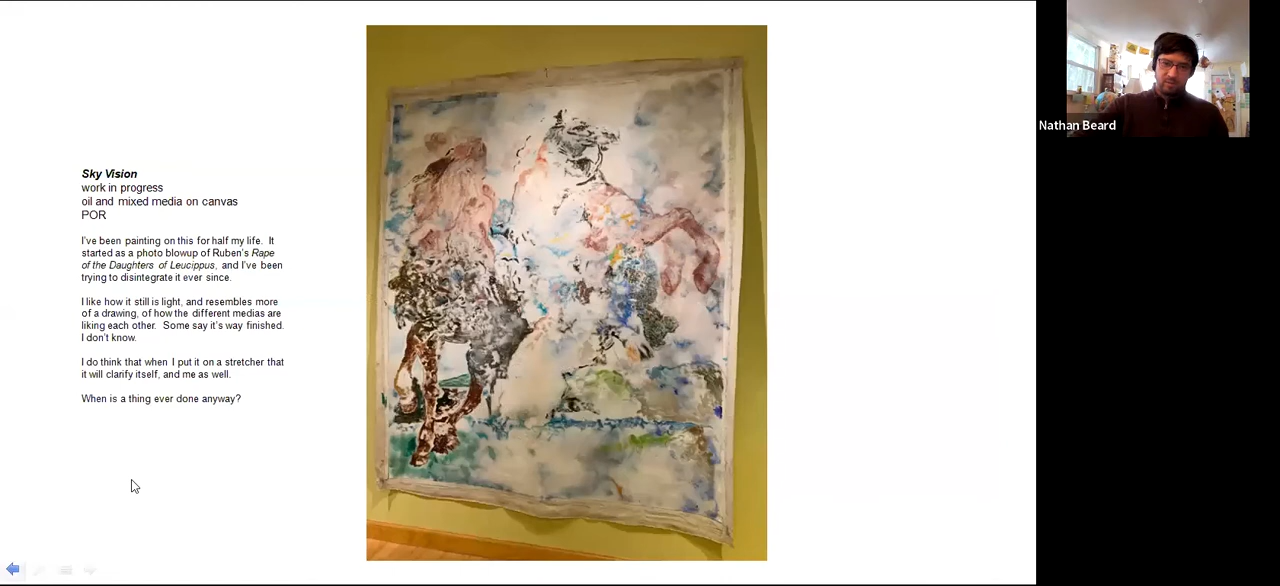 Sky Vision
work in progress
oil and mixed media on canvas
POR
I've been painting on this for half my life. It
started as a photo blowup of Ruben's Rape
of the Daughters of Leucippus, and I've been
trying to disintegrate it ever since.
I like how it still is light, and resembles more
of a drawing, of how the different medias are
liking each other. Some say it's way finished.
I don't know.
I do think that when I put it on a stretcher that
it will clarify itself, and me as well.
When is a thing ever done anyway?
Nathan Beard